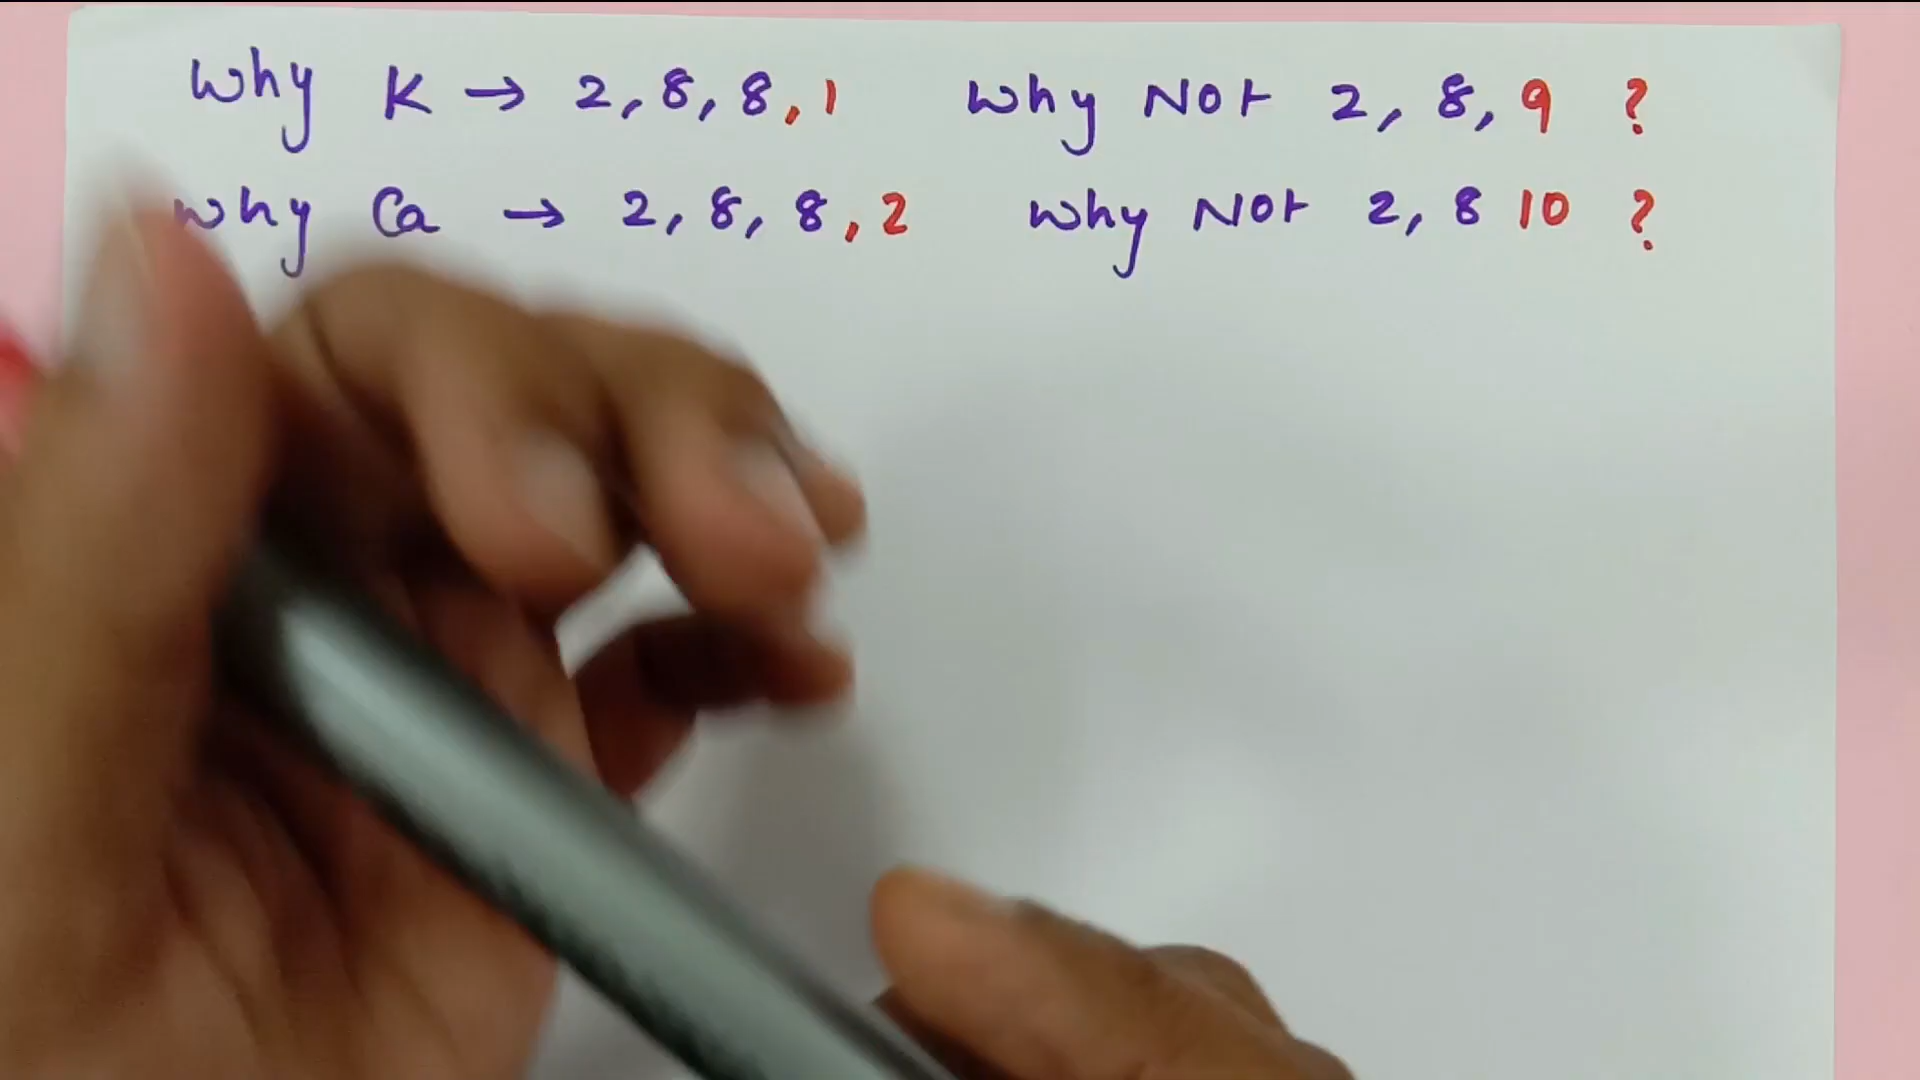 Why K → 2, 8, 8, 1 Why Not 2, 8, 9 ?
Why Ca → 2, 8, 8, 2 Why Not 2, 8 10 ?